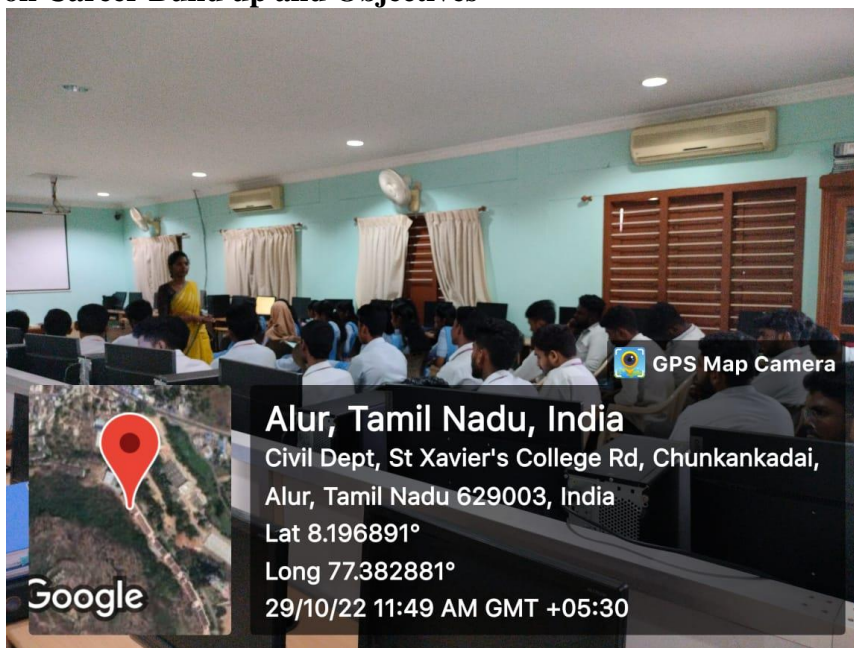 on Career Build up and Objectives
GPS Map Camera
Alur, Tamil Nadu, India
Civil Dept, St Xavier's College Rd, Chunkankadai,
Alur, Tamil Nadu 629003, India
Lat 8.196891°
Long 77.382881°
29/10/22 11:49 AM GMT +05:30
Google